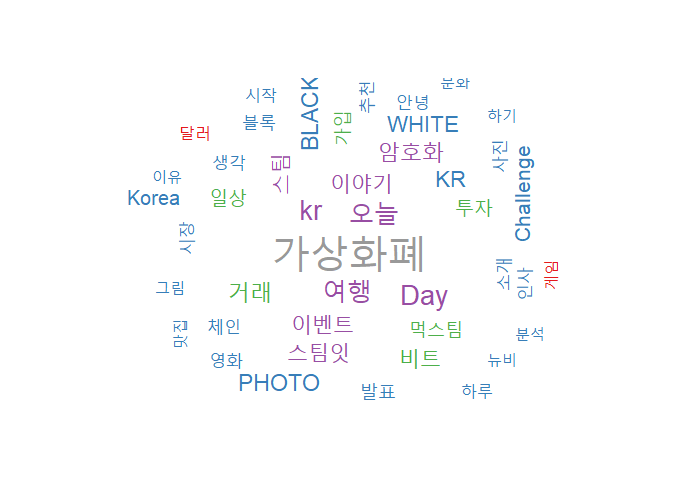 분와
시작
BLACK
추천
안녕
하기
블록
가입
WHITE
달러
암호화
사진
생각
스팀
이야기
KR
Challenge
이유
Korea
일상
kr
오늘
투자
시장
가상화폐
소개
인사
게임
그림
거래
여행
Day
맛집
체인
이벤트
먹스팀
분석
영화
스팀잇
비트
뉴비
PHOTO
발표
하루